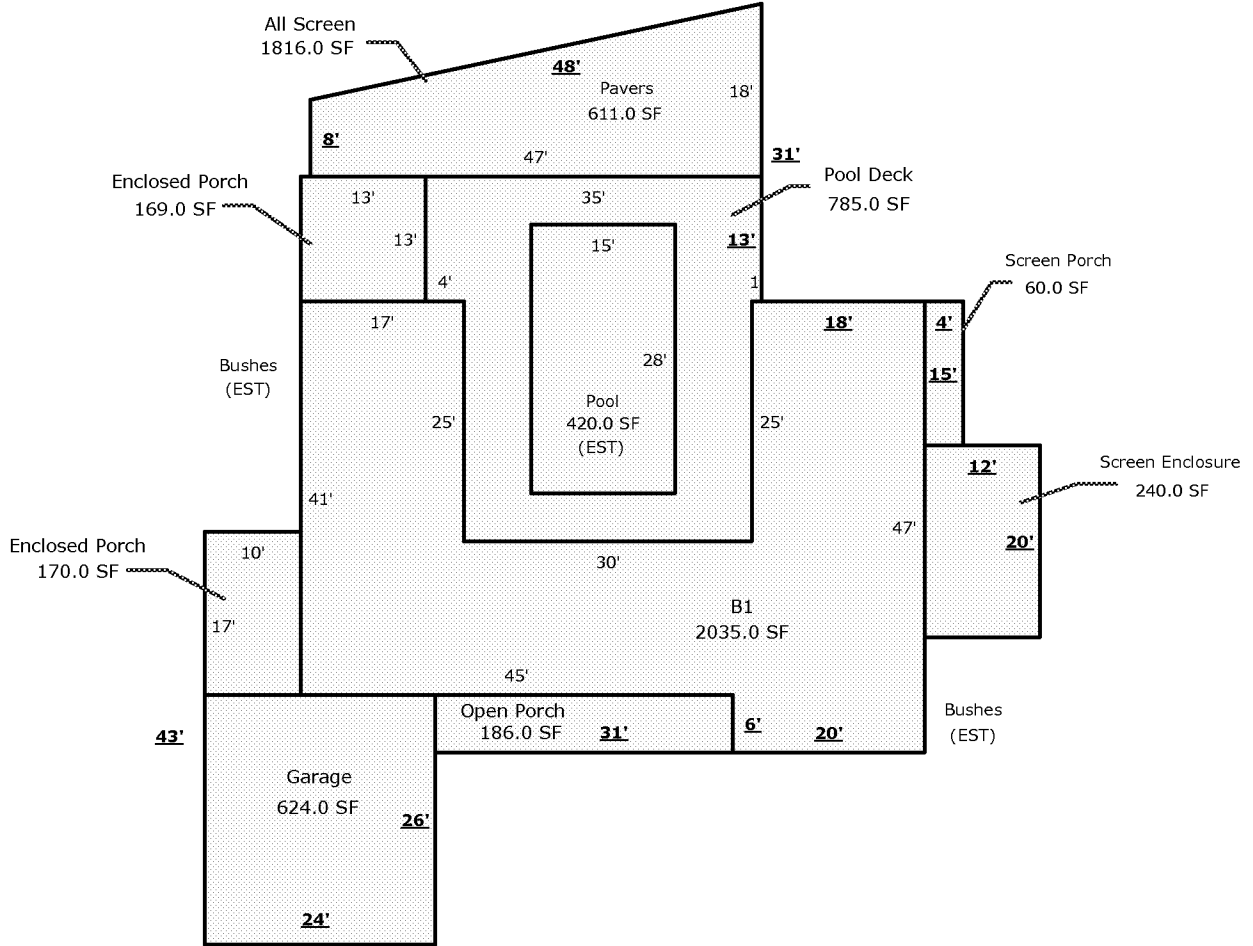 All Screen
1816.0 SF
48'
Pavers
611.0 SF
18'
8'
47'
31'
Enclosed Porch
169.0 SF
13'
13'
35'
Pool Deck
785.0 SF
15'
13'
4'
1'
Screen Porch
60.0 SF
17'
18'
4'
15'
Bushes
(EST)
28'
25'
Pool
420.0 SF
(EST)
25'
12'
Screen Enclosure
240.0 SF
41'
47'
20'
Enclosed Porch
170.0 SF
10'
30'
17'
B1
2035.0 SF
45'
Open Porch
186.0 SF
31'
6'
20'
Bushes
(EST)
43'
Garage
624.0 SF
26'
24'